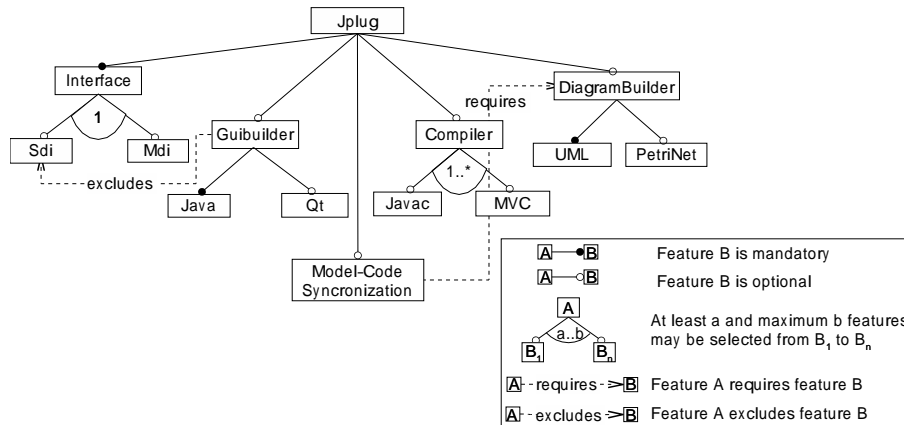 Jplug
Interface
requires
DiagramBuilder
1
Guibuilder
Compiler
Sdi
Mdi
UML
PetriNet
excludes
1..*
Java
Qt
Javac
MVC
Model-Code
Syncronization
A B Feature B is mandatory
A B Feature B is optional
A
a..b
B1 Bn
At least a and maximum b features
may be selected from B1 to Bn
A requires B Feature A requires feature B
A excludes B Feature A excludes feature B